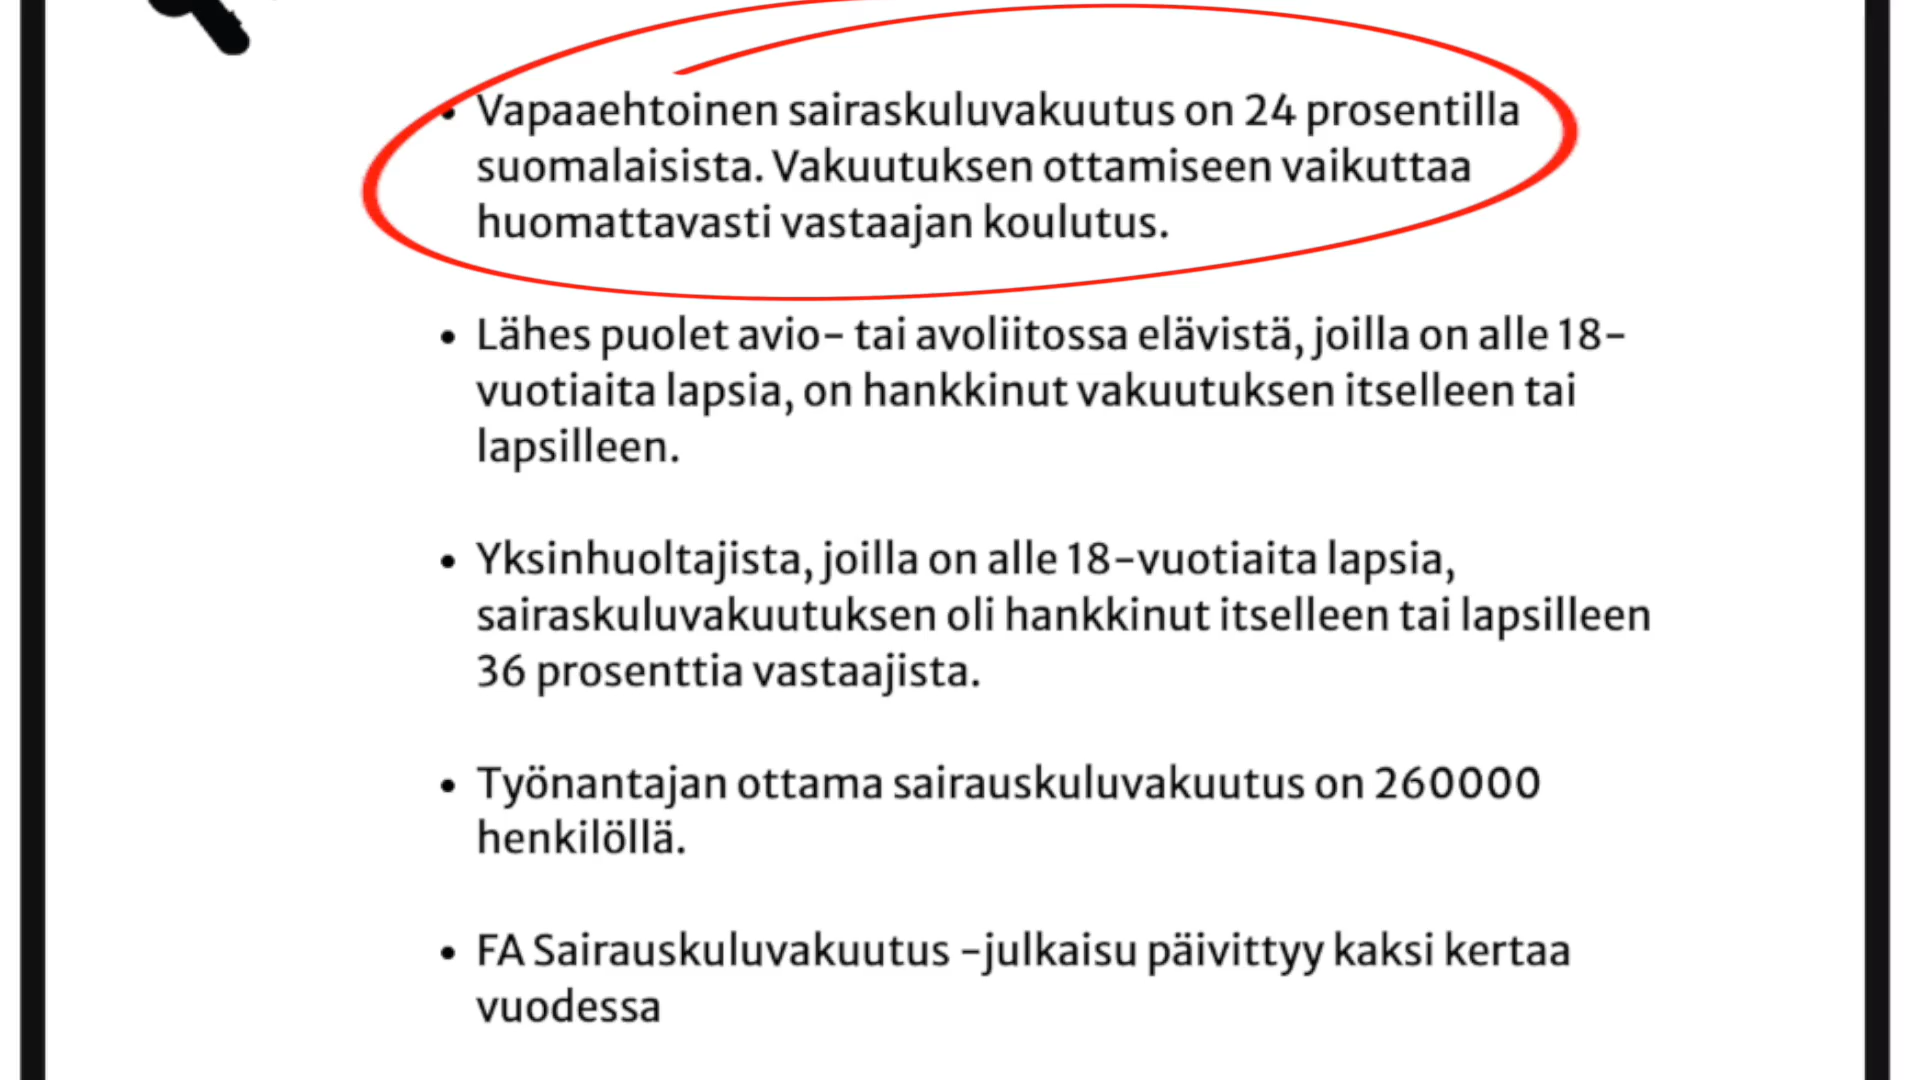 • Vapaaehtoinen sairaskuluvakuutus on 24 prosentilla
suomalaisista. Vakuutuksen ottamiseen vaikuttaa
huomattavasti vastaajan koulutus.
• Lähes puolet avio- tai avoliitossa elävistä, joilla on alle 18-
vuotiaita lapsia, on hankkinut vakuutuksen itselleen tai
lapsilleen.
• Yksinhuoltajista, joilla on alle 18-vuotiaita lapsia,
sairaskuluvakuutuksen oli hankkinut itselleen tai lapsilleen
36 prosenttia vastaajista.
• Työnantajan ottama sairauskuluvakuutus on 260000
henkilöllä.
• FA Sairauskuluvakuutus -julkaisu päivittyy kaksi kertaa
vuodessa